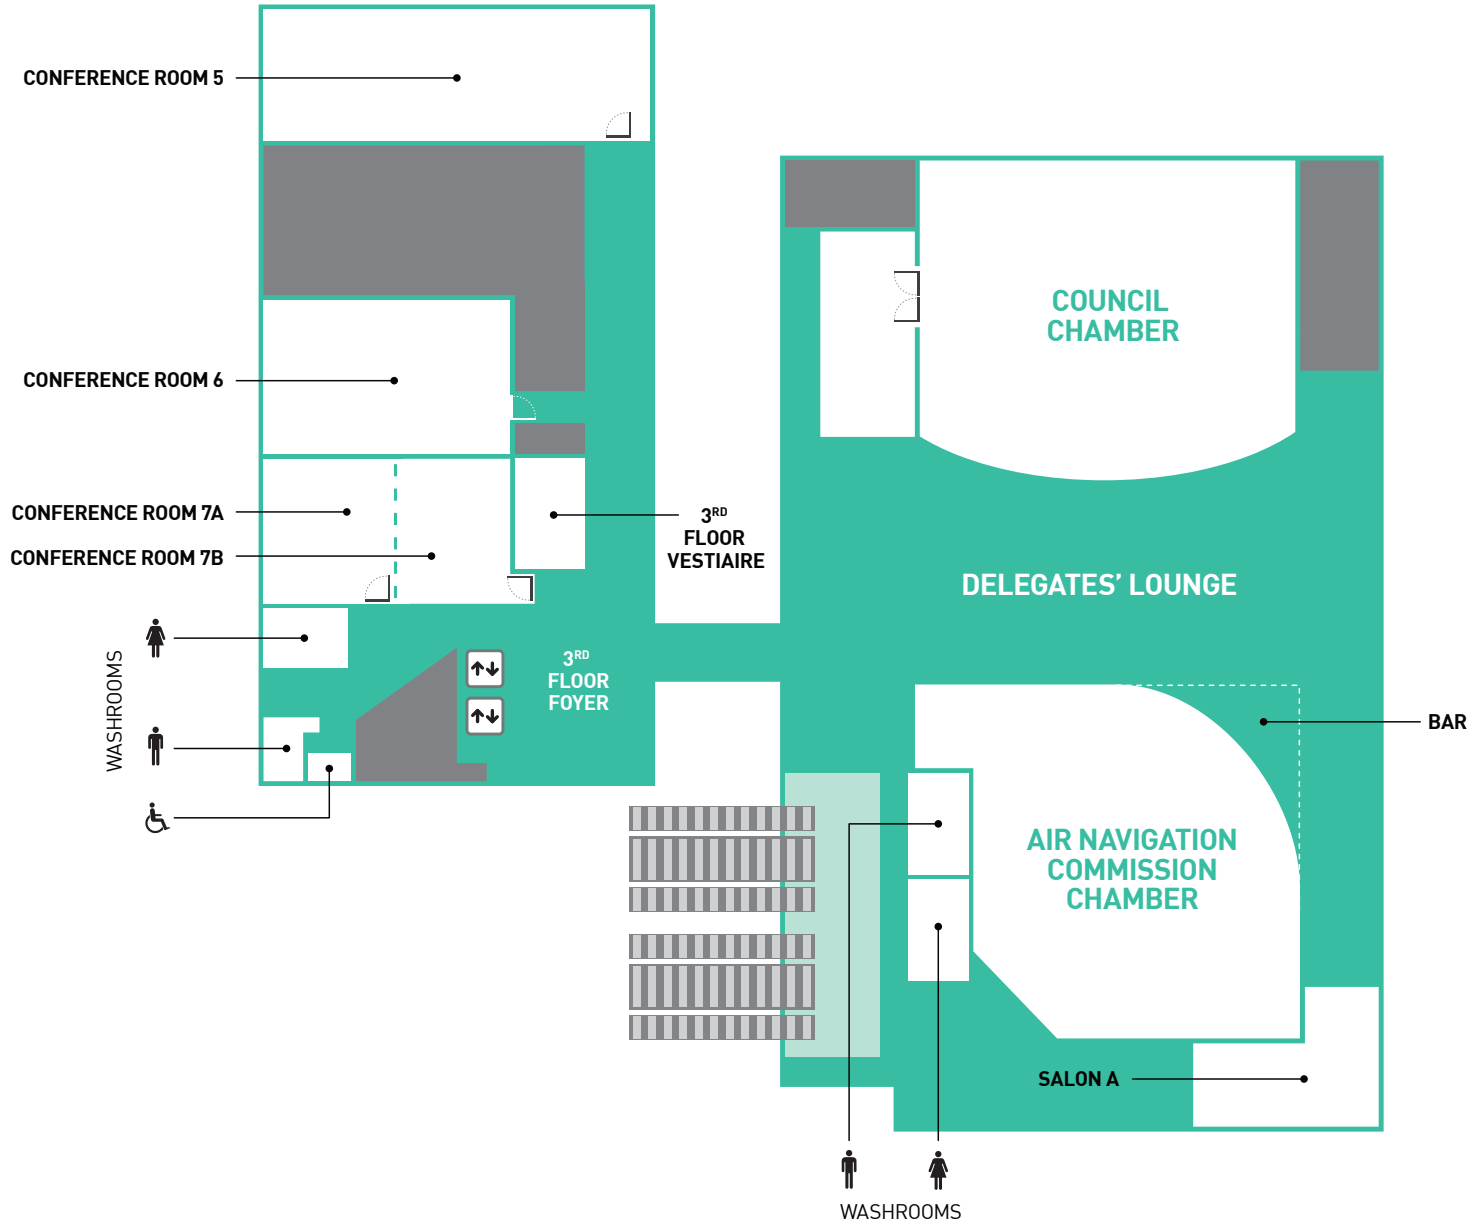 CONFERENCE ROOM 5
CONFERENCE ROOM 6
CONFERENCE ROOM 7A
CONFERENCE ROOM 7B
3RD
FLOOR
VESTIAIRE
WASHROOMS
3RD
FLOOR
FOYER
COUNCIL
CHAMBER
DELEGATES’ LOUNGE
BAR
AIR NAVIGATION
COMMISSION
CHAMBER
SALON A
WASHROOMS